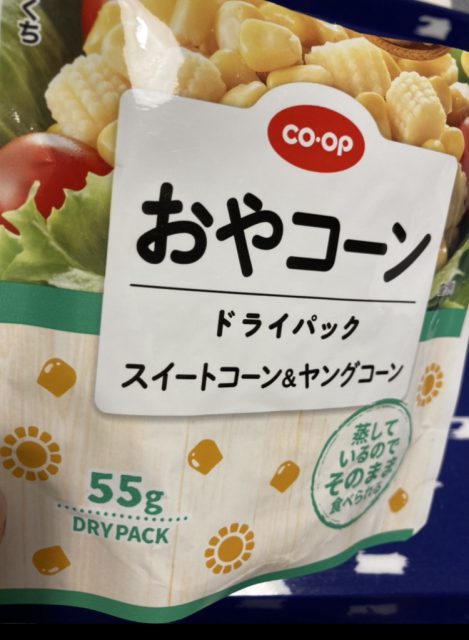 くち
CO·OP
おやコーン
ドライパック
スイートコーン&ヤングコーン
蒸して
いるので
そのまま
食べられる
55g
DRY PACK